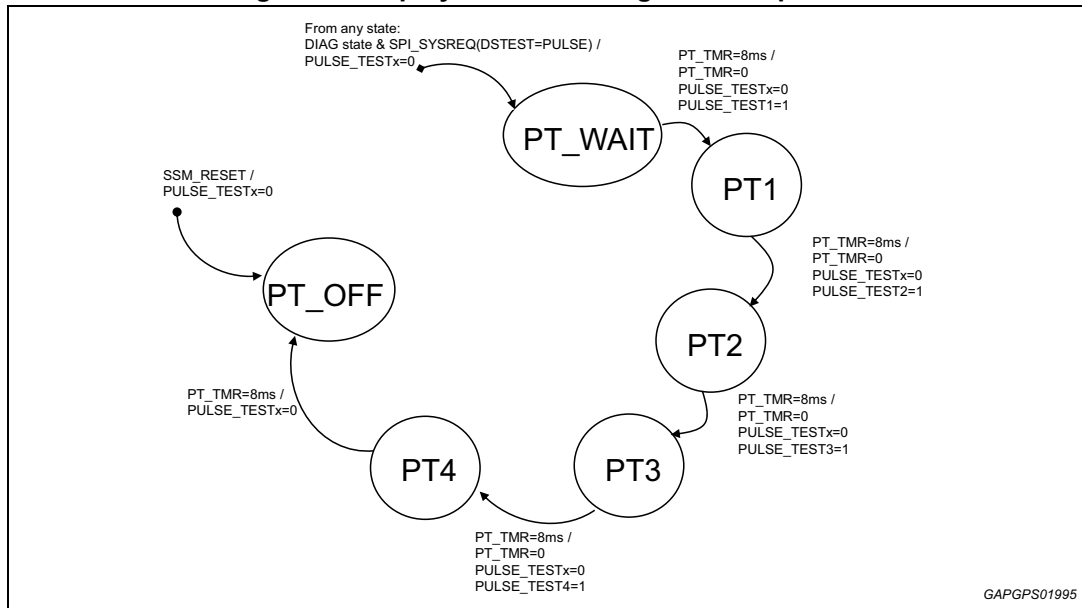 From any state:
DIAG state & SPI_SYSREQ(DSTEST=PULSE) /
PULSE_TESTx=0
PT_TMR=8ms /
PT_TMR=0
PULSE_TESTx=0
PULSE_TEST1=1
PT_WAIT
PT1
SSM_RESET /
PULSE_TESTx=0
PT_TMR=8ms /
PT_TMR=0
PULSE_TESTx=0
PULSE_TEST2=1
PT_OFF
PT2
PT_TMR=8ms /
PULSE_TESTx=0
PT_TMR=8ms /
PT_TMR=0
PULSE_TESTx=0
PULSE_TEST3=1
PT4
PT3
PT_TMR=8ms /
PT_TMR=0
PULSE_TESTx=0
PULSE_TEST4=1
GAPGPS01995